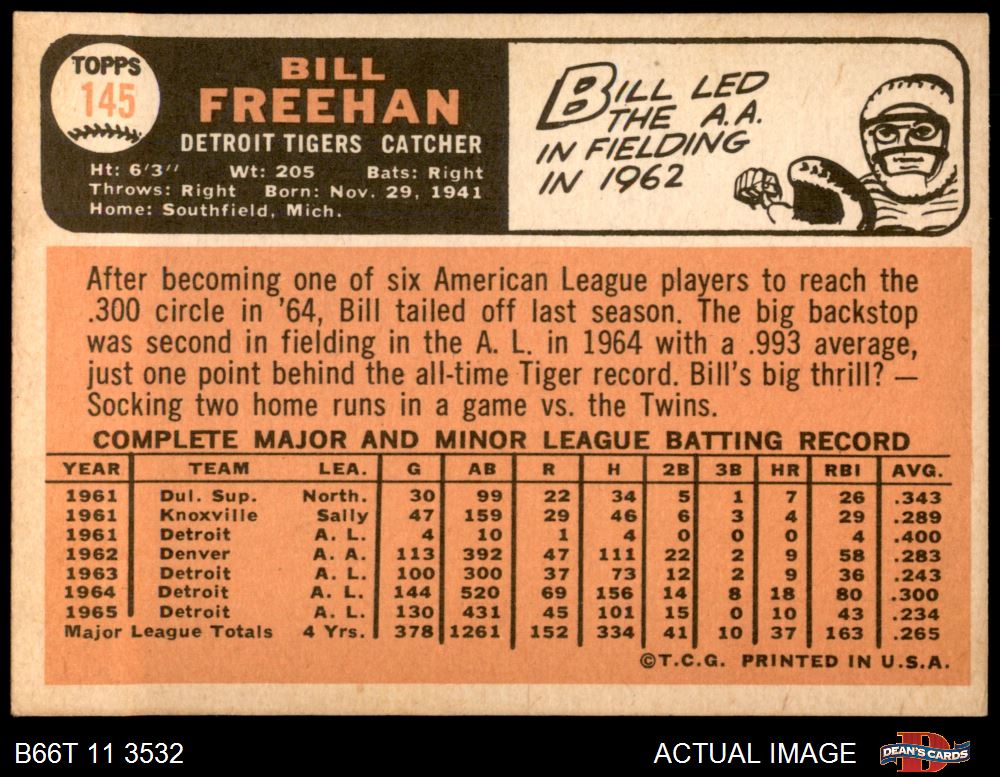 TOPPS
145
BILL
FREEHAN
DETROIT TIGERS CATCHER
Ht: 6'3" Wt: 205 Bats: Right
Throws: Right Born: Nov. 29, 1941
Home: Southfield, Mich.
BILL LED
THE A.A.
IN FIELDING
IN 1962
After becoming one of six American League players to reach the
.300 circle in '64, Bill tailed off last season. The big backstop
was second in fielding in the A. L. in 1964 with a .993 average,
just one point behind the all-time Tiger record. Bill's big thrill? —
Socking two home runs in a game vs. the Twins.
COMPLETE MAJOR AND MINOR LEAGUE BATTING RECORD
YEAR TEAM LEA. G AB R H 2B 3B HR RBI AVG.
1961 Dul. Sup. North. 30 99 22 34 5 1 7 26 .343
1961 Knoxville Sally 47 159 29 46 6 3 4 29 .289
1961 Detroit A. L. 4 10 1 4 0 0 0 4 .400
1962 Denver A. A. 113 392 47 111 22 2 9 58 .283
1963 Detroit A. L. 100 300 37 73 12 2 9 36 .243
1964 Detroit A. L. 144 520 69 156 14 8 18 80 .300
1965 Detroit A. L. 130 431 45 101 15 0 10 43 .234
Major League Totals 4 Yrs. 378 1261 152 334 41 10 37 163 .265
©T.C.G. PRINTED IN U.S.A.
B66T 11 3532 ACTUAL IMAGE DEAN'S CARDS